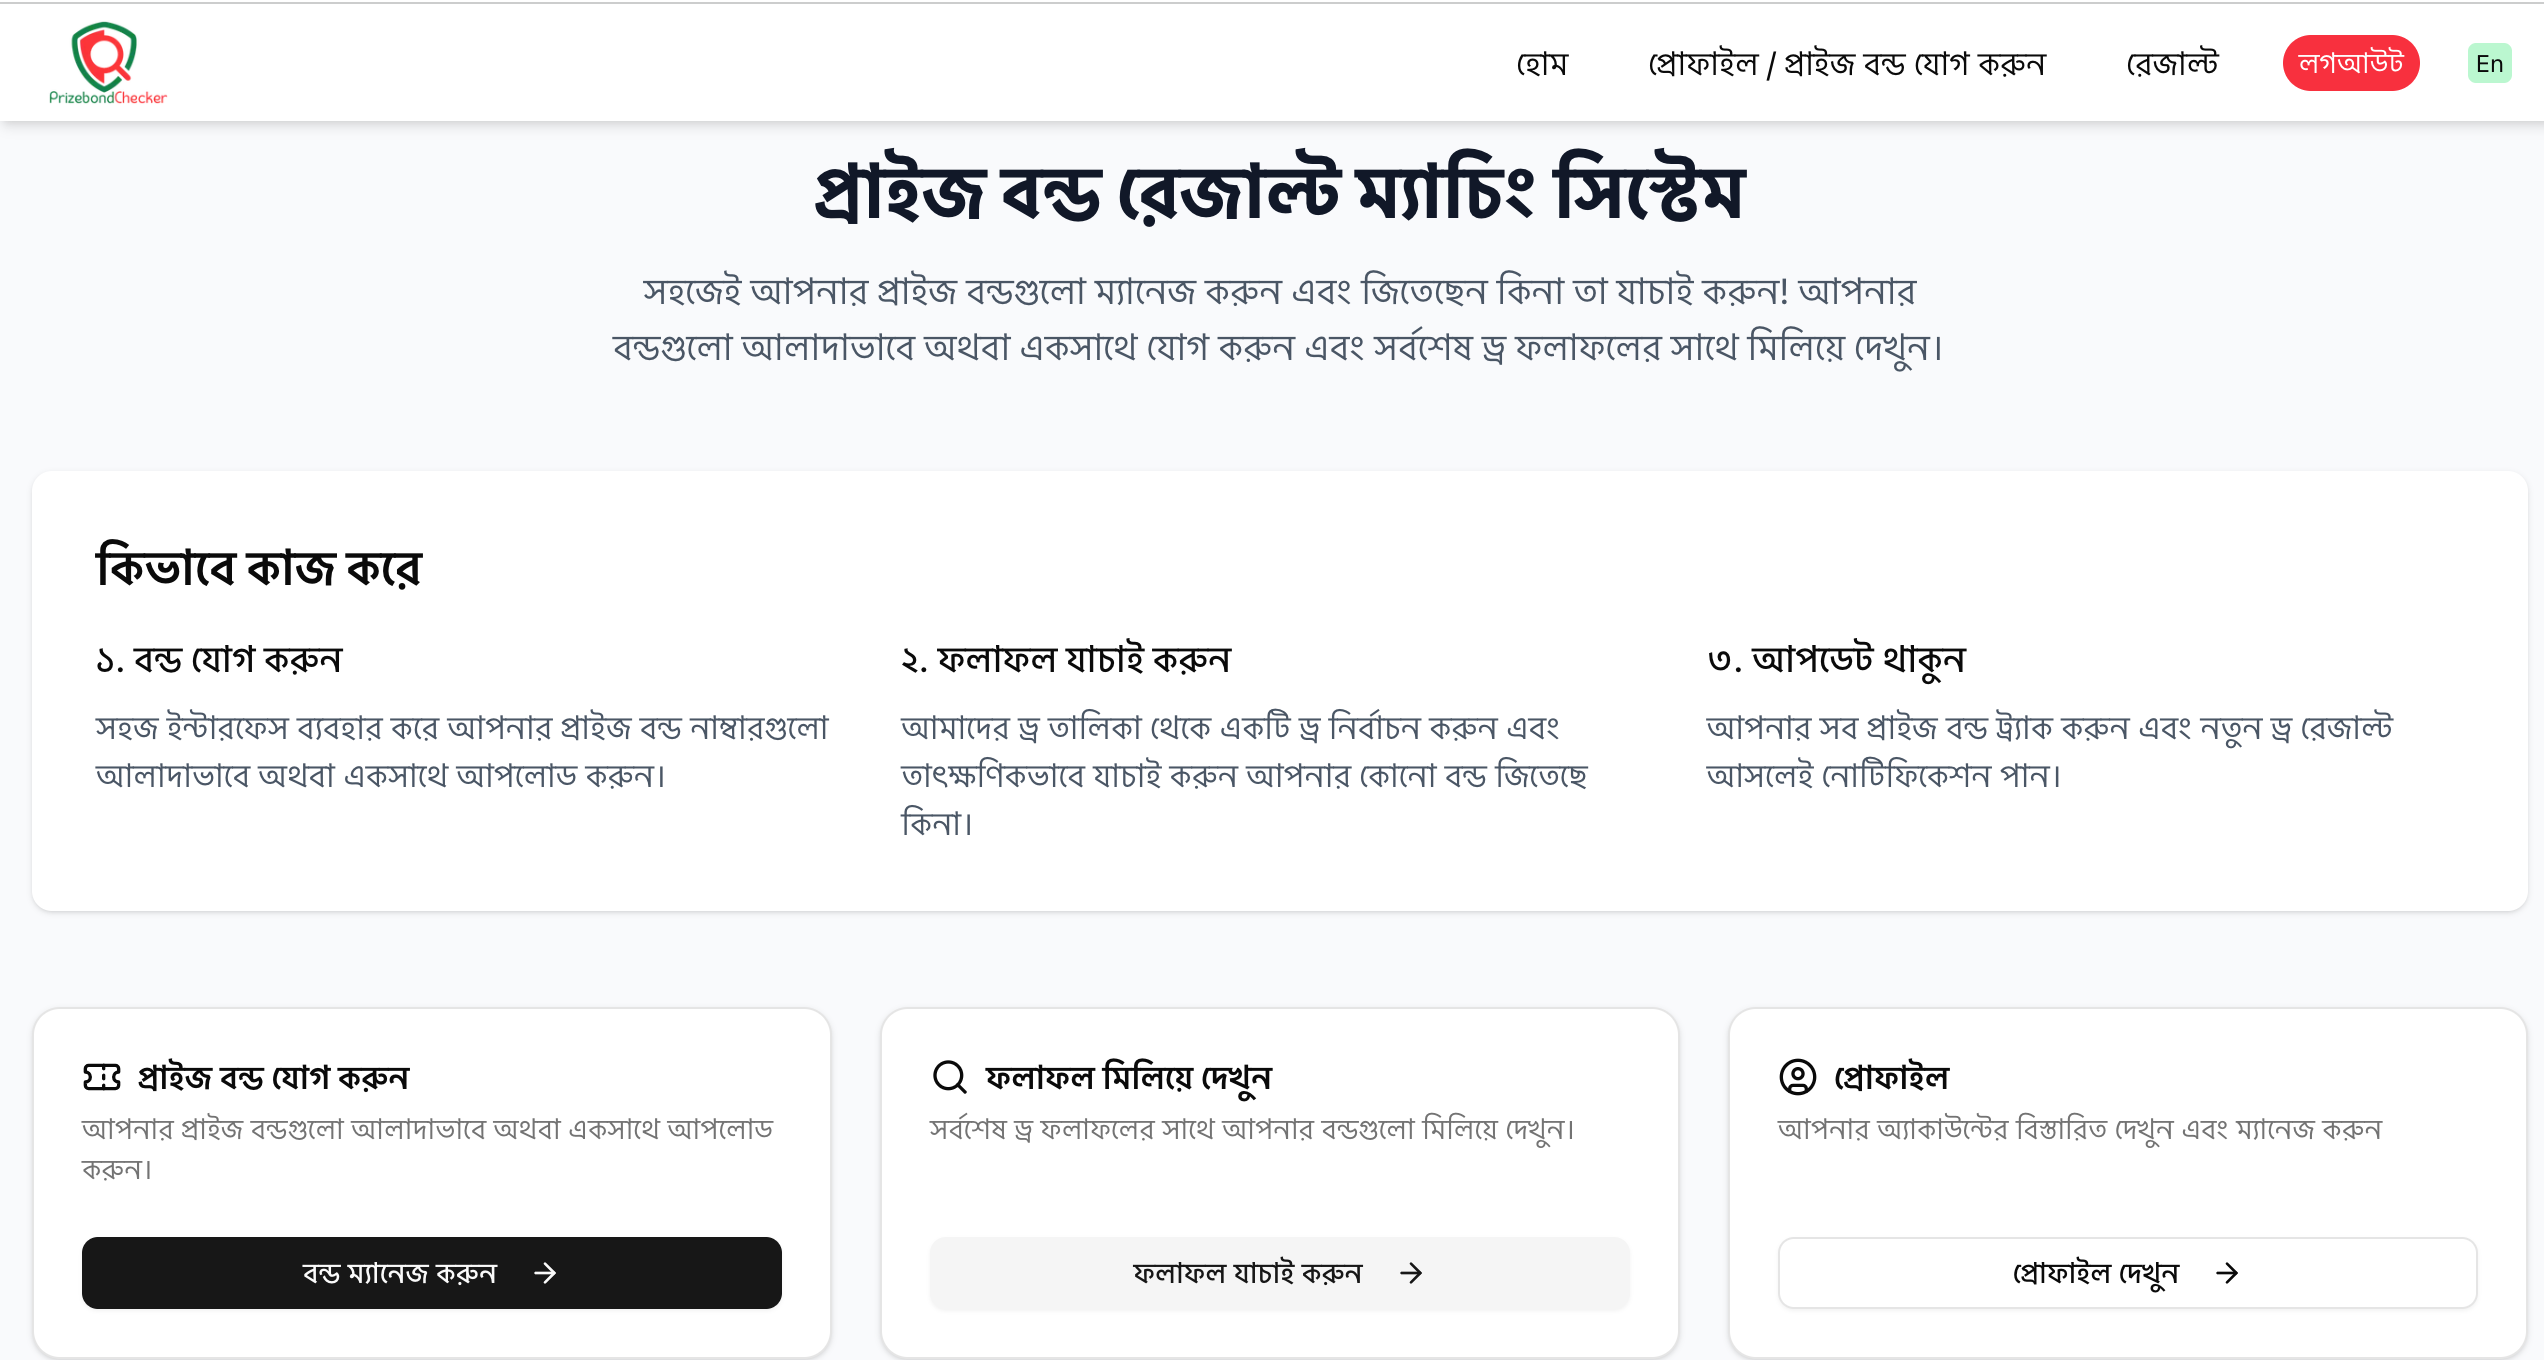 PrizebondChecker
হোম
প্রোফাইল / প্রাইজ বন্ড যোগ করুন
রেজাল্ট
লগআউট
En
প্রাইজ বন্ড রেজাল্ট ম্যাচিং সিস্টেম
সহজেই আপনার প্রাইজ বন্ডগুলো ম্যানেজ করুন এবং জিতেছেন কিনা তা যাচাই করুন! আপনার
বন্ডগুলো আলাদাভাবে অথবা একসাথে যোগ করুন এবং সর্বশেষ ড্র ফলাফলের সাথে মিলিয়ে দেখুন।
কিভাবে কাজ করে
১. বন্ড যোগ করুন
সহজ ইন্টারফেস ব্যবহার করে আপনার প্রাইজ বন্ড নাম্বারগুলো
আলাদাভাবে অথবা একসাথে আপলোড করুন।
২. ফলাফল যাচাই করুন
আমাদের ড্র তালিকা থেকে একটি ড্র নির্বাচন করুন এবং
তাৎক্ষণিকভাবে যাচাই করুন আপনার কোনো বন্ড জিতেছে
কিনা।
৩. আপডেট থাকুন
আপনার সব প্রাইজ বন্ড ট্র্যাক করুন এবং নতুন ড্র রেজাল্ট
আসলেই নোটিফিকেশন পান।
প্রাইজ বন্ড যোগ করুন
আপনার প্রাইজ বন্ডগুলো আলাদাভাবে অথবা একসাথে আপলোড
করুন।
বন্ড ম্যানেজ করুন →
ফলাফল মিলিয়ে দেখুন
সর্বশেষ ড্র ফলাফলের সাথে আপনার বন্ডগুলো মিলিয়ে দেখুন।
ফলাফল যাচাই করুন →
প্রোফাইল
আপনার অ্যাকাউন্টের বিস্তারিত দেখুন এবং ম্যানেজ করুন
প্রোফাইল দেখুন →